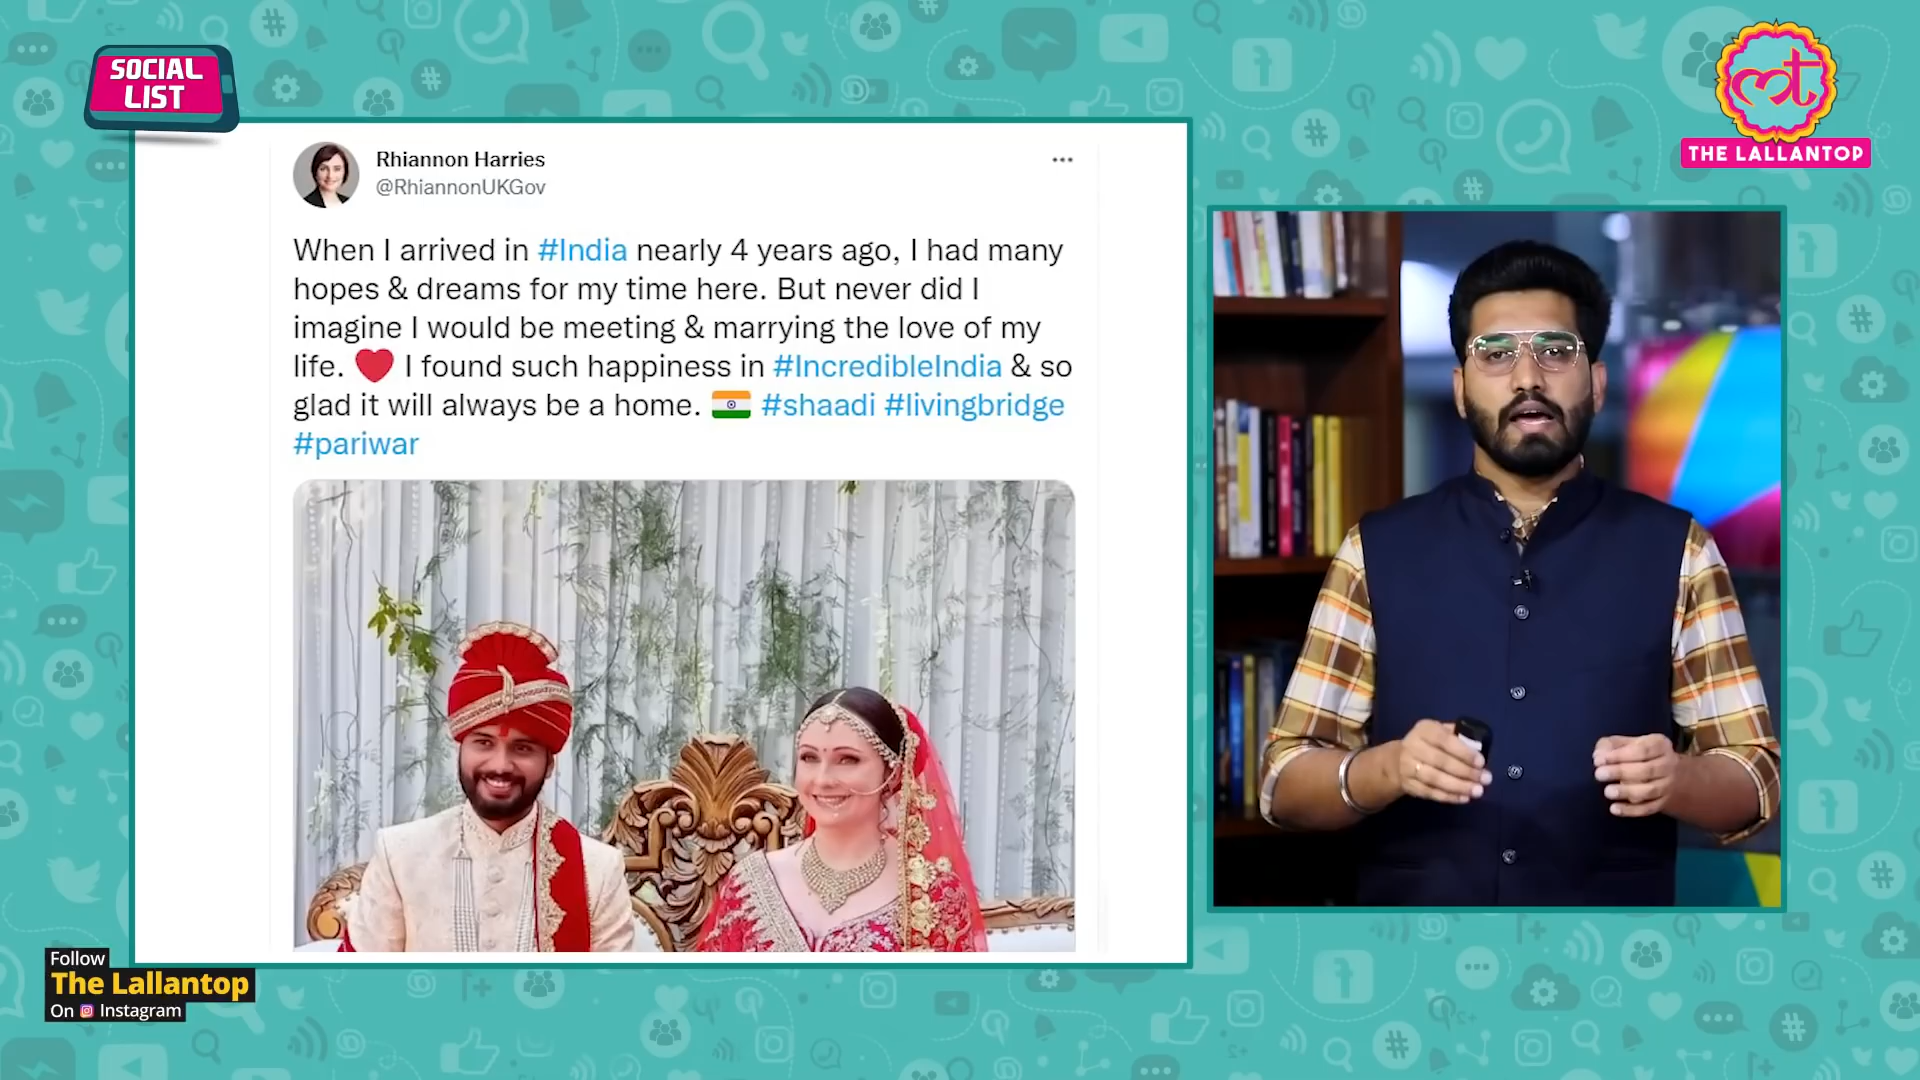 SOCIAL
LIST
THE LALLANTOP
Rhiannon Harries
@RhiannonUKGov
When I arrived in #India nearly 4 years ago, I had many
hopes & dreams for my time here. But never did I
imagine I would be meeting & marrying the love of my
life. ❤️ I found such happiness in #IncredibleIndia & so
glad it will always be a home. 🇮🇳 #shaadi #livingbridge
#pariwar
Follow
The Lallantop
On Instagram